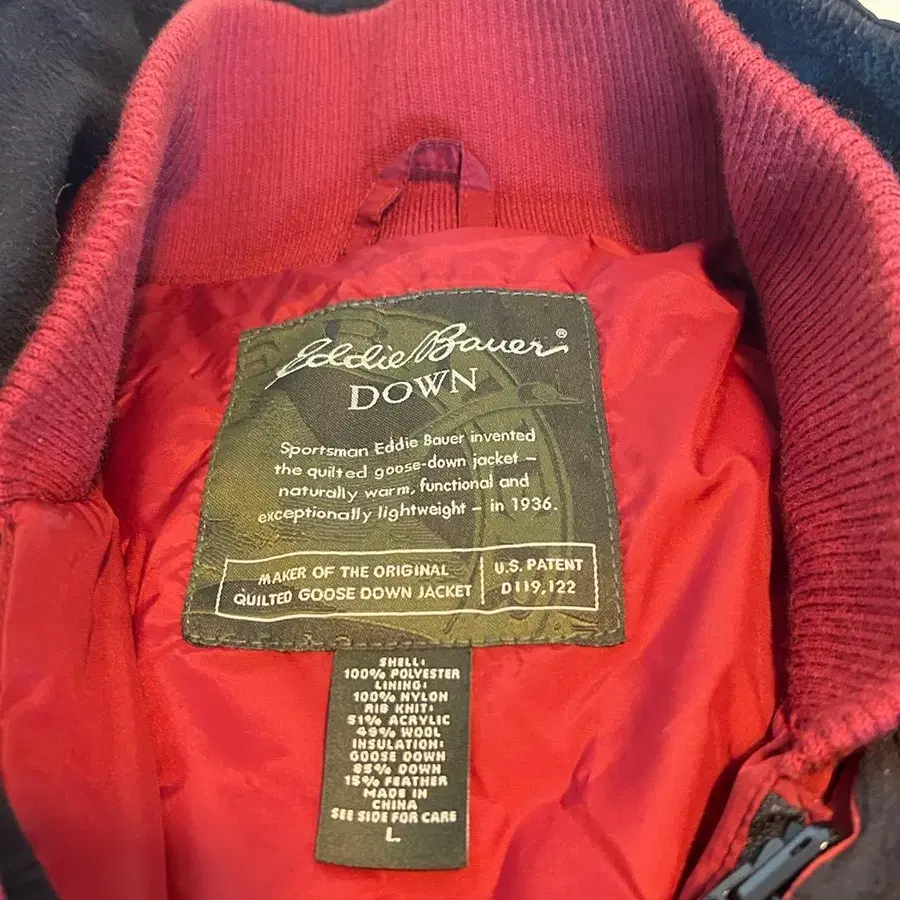 Eddie Bauer®
DOWN
Sportsman Eddie Bauer invented
the quilted goose-down jacket –
naturally warm, functional and
exceptionally lightweight – in 1936.
MAKER OF THE ORIGINAL
QUILTED GOOSE DOWN JACKET
U.S. PATENT
D119,122
SHELL:
100% POLYESTER
LINING:
100% NYLON
RIB KNIT:
51% ACRYLIC
49% WOOL
INSULATION:
GOOSE DOWN
85% DOWN
15% FEATHER
MADE IN
CHINA
SEE SIDE FOR CARE
L